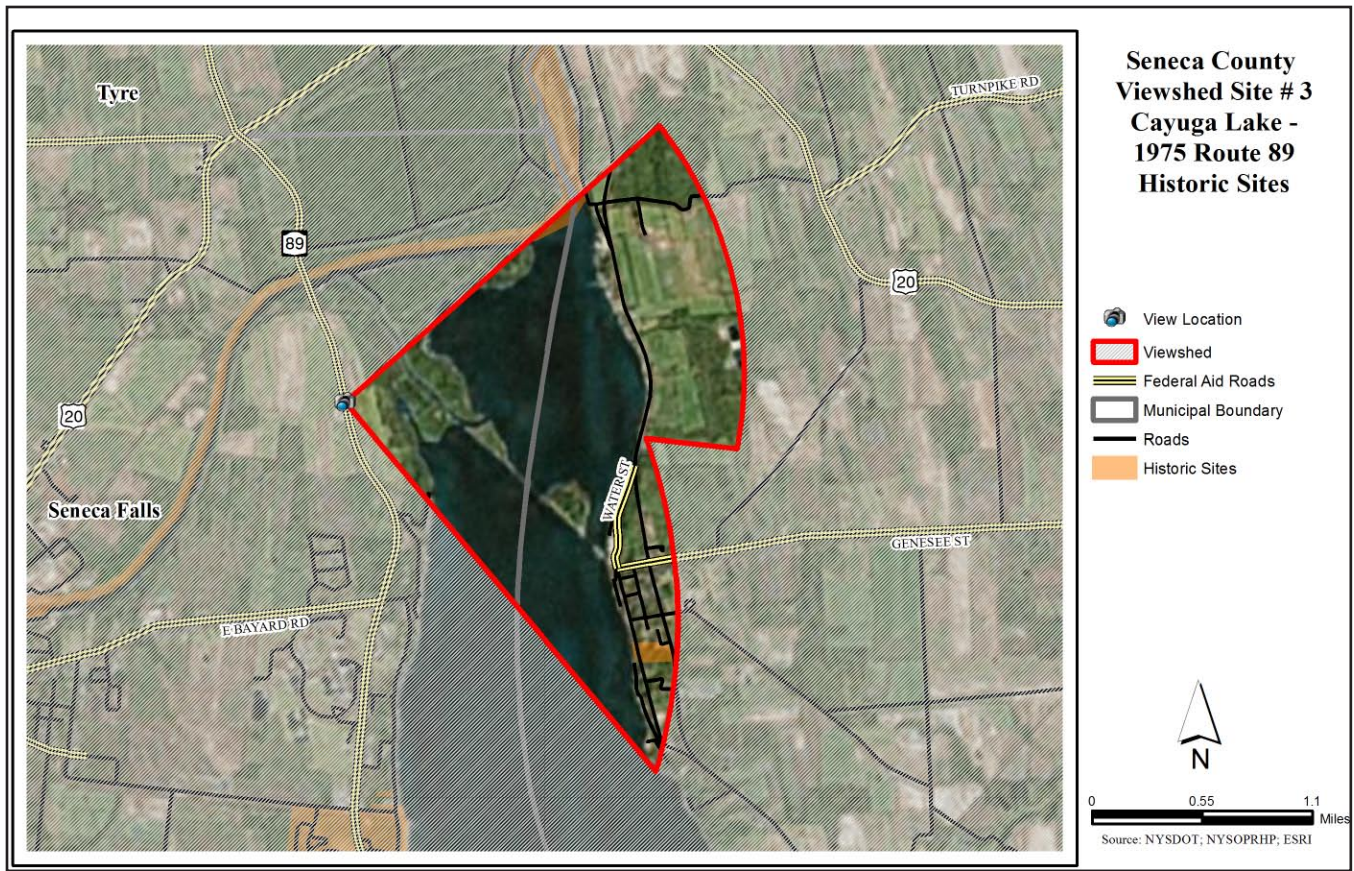 Seneca County
Viewshed Site # 3
Cayuga Lake -
1975 Route 89
Historic Sites
Tyre
TURNPIKE RD
89
20
20
WATER ST
Seneca Falls
GENESEE ST
E BAYARD RD
View Location
Viewshed
Federal Aid Roads
Municipal Boundary
Roads
Historic Sites
N
0 0.55 1.1
Miles
Source: NYSDOT; NYSOPRHP; ESRI